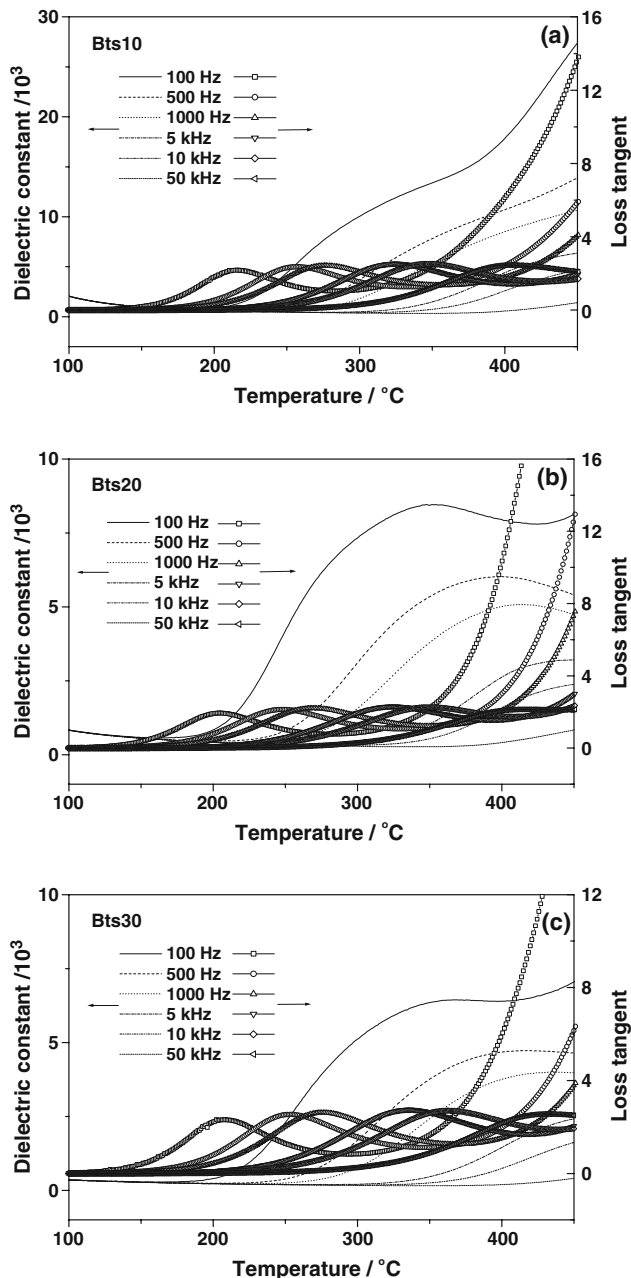 Bts10
(a)
100 Hz
500 Hz
1000 Hz
5 kHz
10 kHz
50 kHz
Dielectric constant /10³
30
20
10
0
Loss tangent
16
12
8
4
0
100 200 300 400
Temperature / °C
Bts20
(b)
100 Hz
500 Hz
1000 Hz
5 kHz
10 kHz
50 kHz
Dielectric constant /10³
10
5
0
Loss tangent
16
12
8
4
0
100 200 300 400
Temperature / °C
Bts30
(c)
100 Hz
500 Hz
1000 Hz
5 kHz
10 kHz
50 kHz
Dielectric constant /10³
10
5
0
Loss tangent
12
8
4
0
100 200 300 400
Temperature / °C